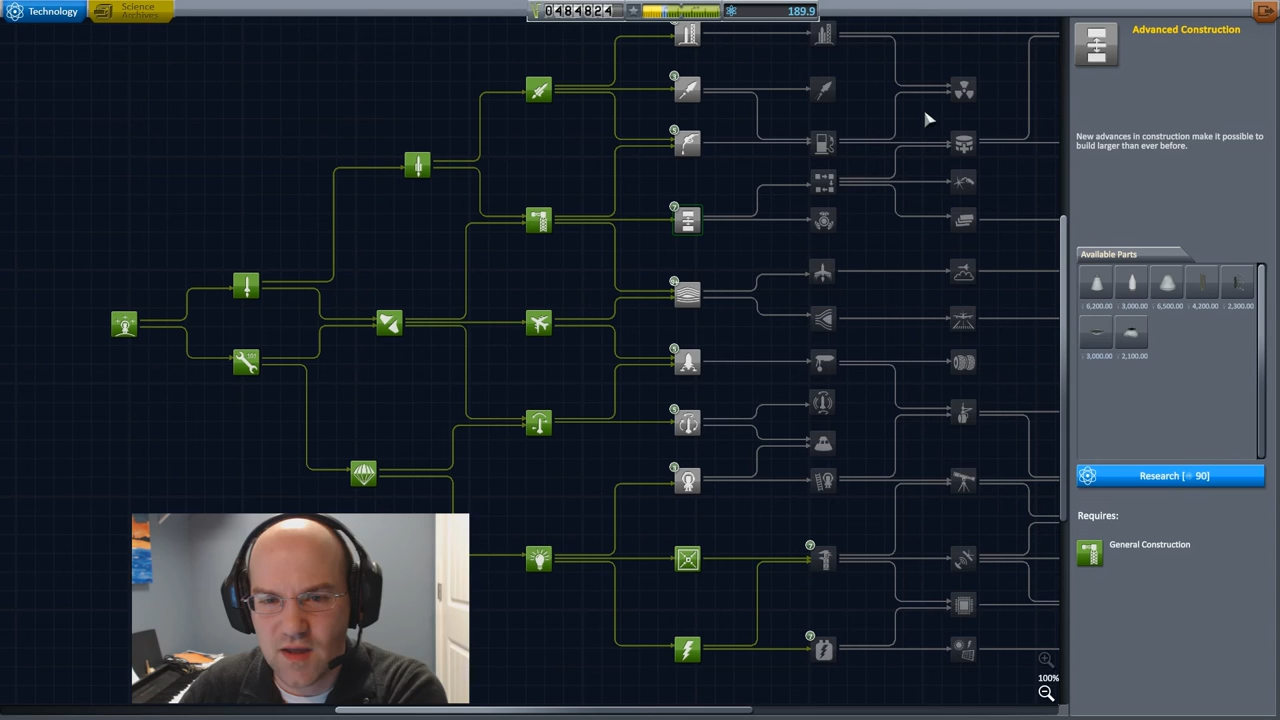 Technology
Science
Archives
0484824
189.9
Advanced Construction
New advances in construction make it possible to
build larger than ever before.
Available Parts
6,200.00 3,000.00 6,500.00 4,200.00 2,300.00
3,000.00 2,100.00
Research [ 90]
Requires:
General Construction
100%